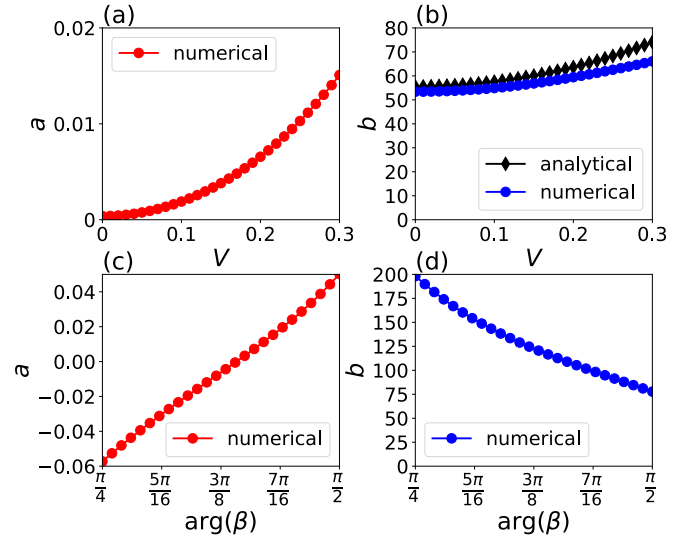 (a)
0.02
0.01
0
a
numerical
0
0.1
0.2
0.3
V
(b)
80
70
60
50
40
30
20
10
0
b
analytical
numerical
0
0.1
0.2
0.3
V
(c)
0.04
0.02
0.00
−0.02
−0.04
−0.06
a
numerical
π/4
5π/16
3π/8
7π/16
π/2
arg(β)
(d)
200
175
150
125
100
75
50
25
0
b
numerical
π/4
5π/16
3π/8
7π/16
π/2
arg(β)